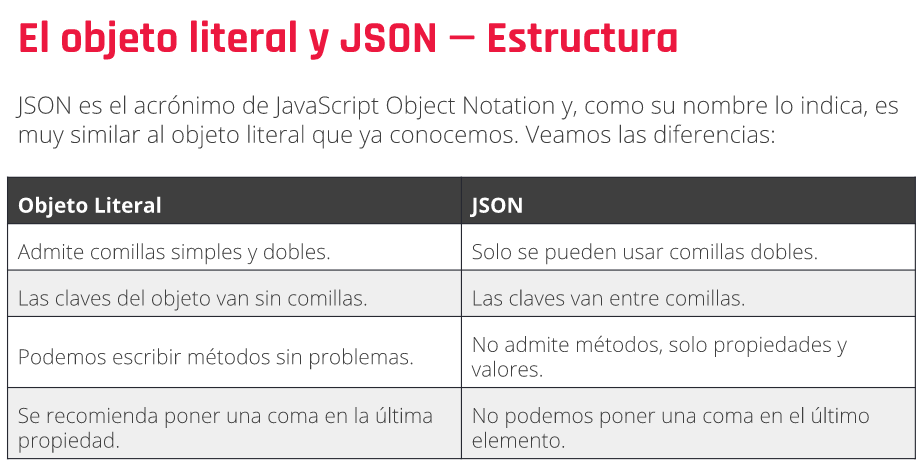 El objeto literal y JSON — Estructura
JSON es el acrónimo de JavaScript Object Notation y, como su nombre lo indica, es
muy similar al objeto literal que ya conocemos. Veamos las diferencias:
Objeto Literal
JSON
Admite comillas simples y dobles.
Solo se pueden usar comillas dobles.
Las claves del objeto van sin comillas.
Las claves van entre comillas.
Podemos escribir métodos sin problemas.
No admite métodos, solo propiedades y
valores.
Se recomienda poner una coma en la última
propiedad.
No podemos poner una coma en el último
elemento.